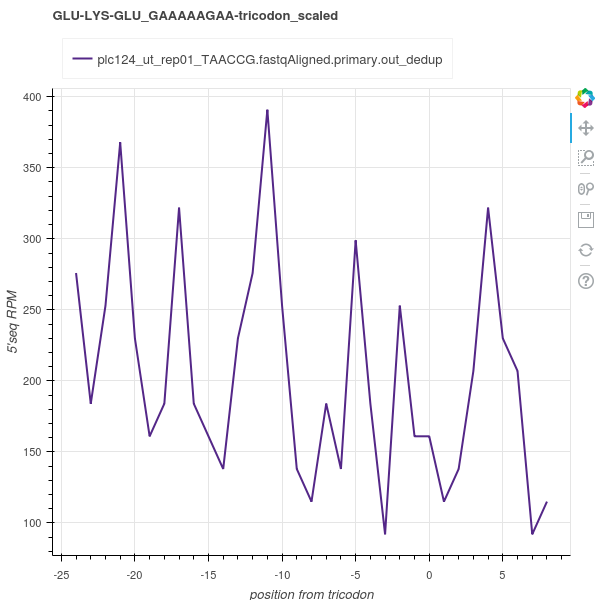 GLU-LYS-GLU_GAAAAAGAA-tricodon_scaled
plc124_ut_rep01_TAACCG.fastqAligned.primary.out_dedup
400
350
300
250
200
150
100
5'seq RPM
-25 -20 -15 -10 -5 0 5
position from tricodon